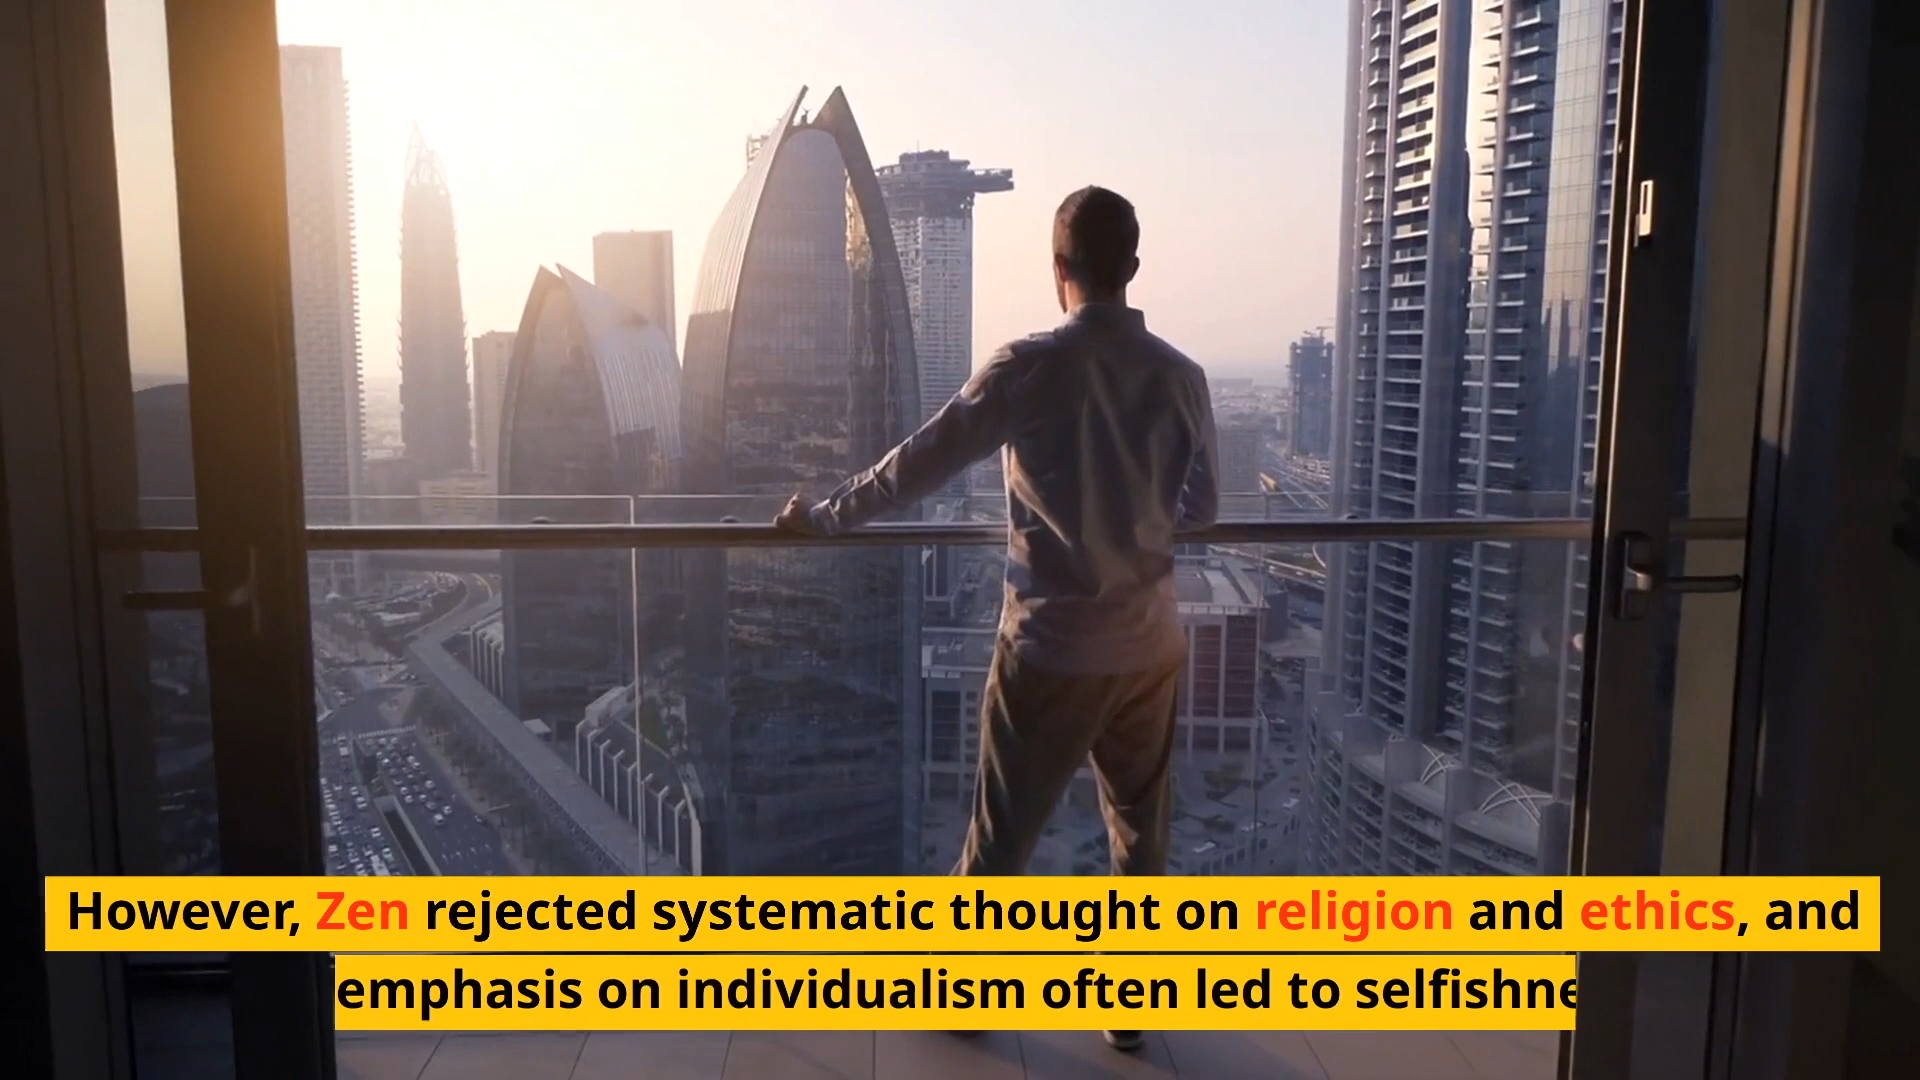 However, Zen rejected systematic thought on religion and ethics, and
emphasis on individualism often led to selfishne